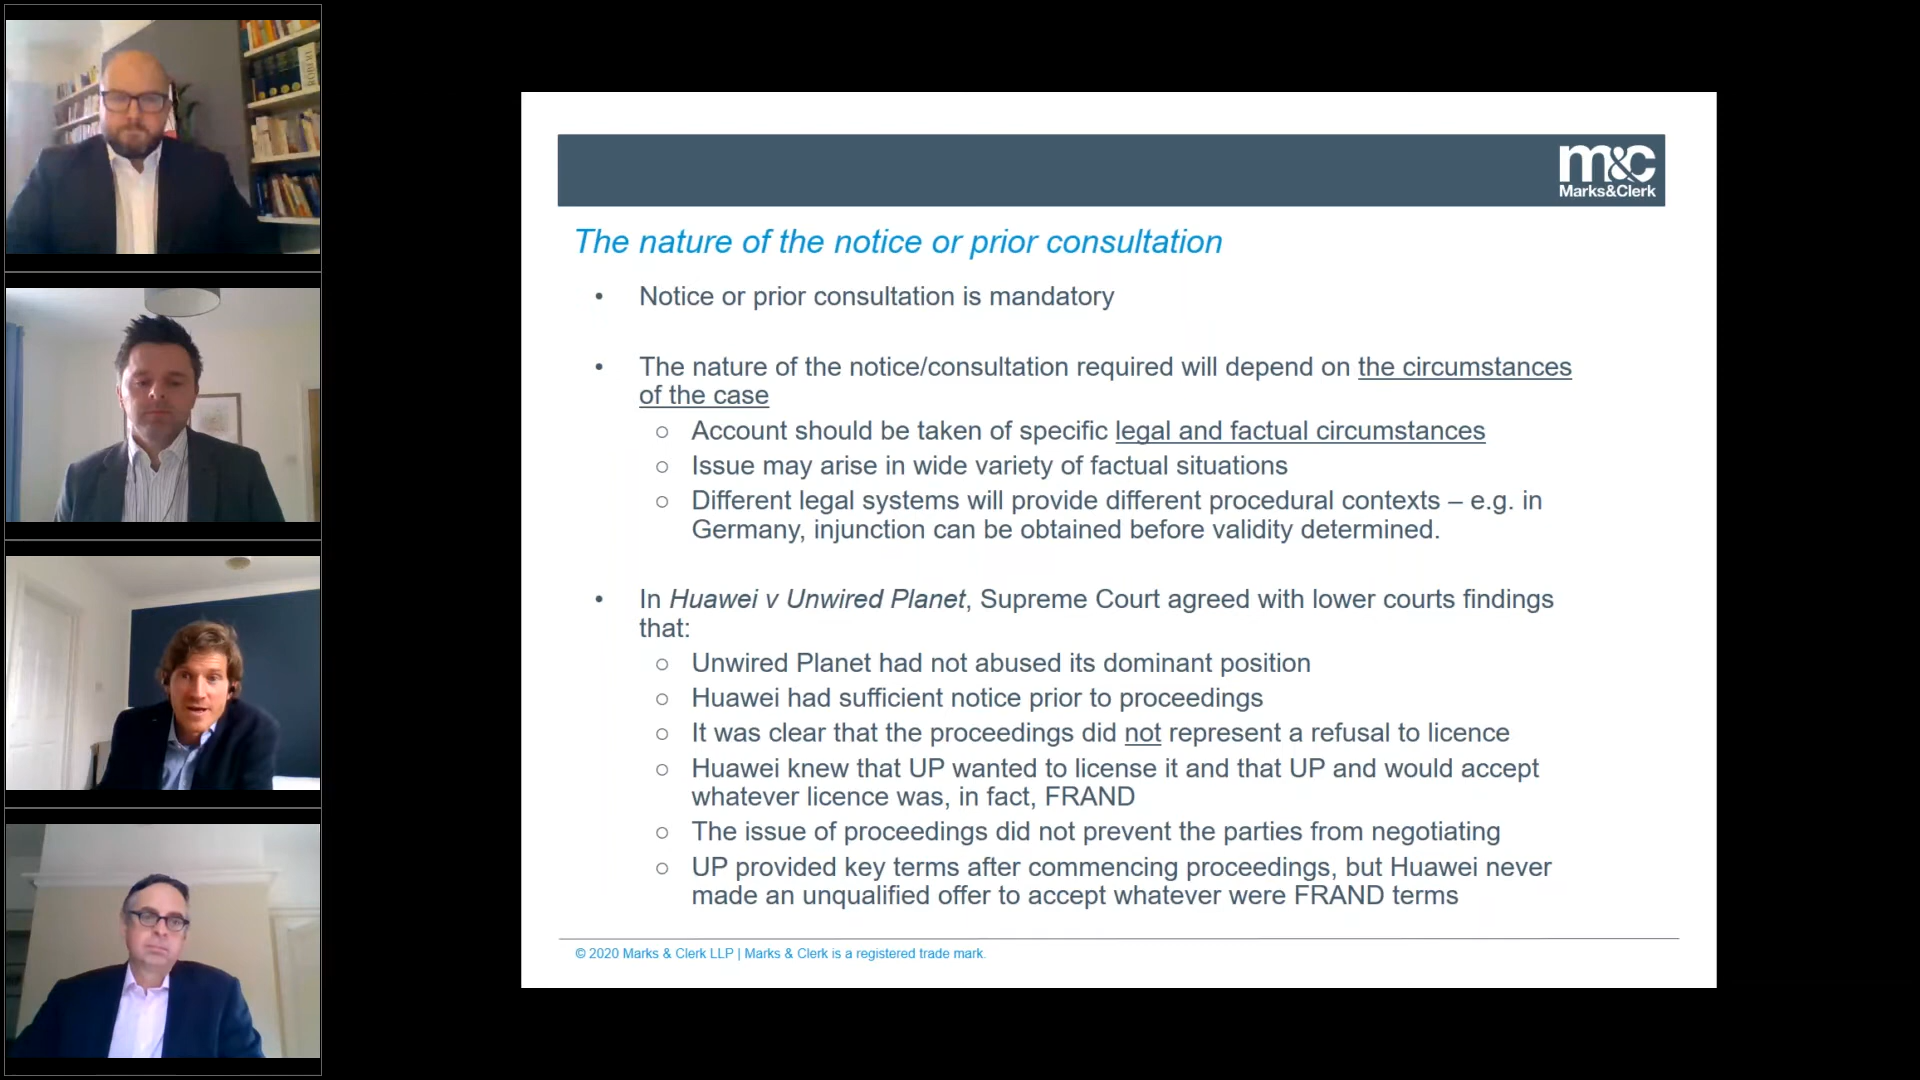 m&c
Marks&Clerk
The nature of the notice or prior consultation
• Notice or prior consultation is mandatory
• The nature of the notice/consultation required will depend on the circumstances
of the case
○ Account should be taken of specific legal and factual circumstances
○ Issue may arise in wide variety of factual situations
○ Different legal systems will provide different procedural contexts – e.g. in
Germany, injunction can be obtained before validity determined.
• In Huawei v Unwired Planet, Supreme Court agreed with lower courts findings
that:
○ Unwired Planet had not abused its dominant position
○ Huawei had sufficient notice prior to proceedings
○ It was clear that the proceedings did not represent a refusal to licence
○ Huawei knew that UP wanted to license it and that UP and would accept
whatever licence was, in fact, FRAND
○ The issue of proceedings did not prevent the parties from negotiating
○ UP provided key terms after commencing proceedings, but Huawei never
made an unqualified offer to accept whatever were FRAND terms
© 2020 Marks & Clerk LLP | Marks & Clerk is a registered trade mark.